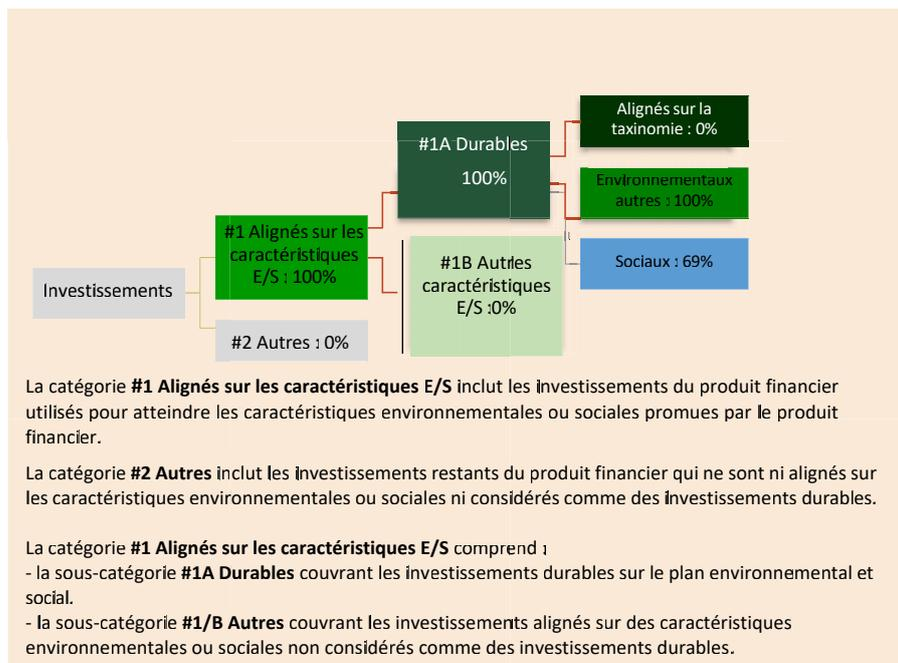 Alignés sur la
taxinomie : 0%
#1A Durables
100%
Environnementaux
autres : 100%
#1 Alignés sur les
caractéristiques
E/S : 100%
#1B Autres
caractéristiques
E/S :0%
Sociaux : 69%
Investissements
#2 Autres : 0%
La catégorie #1 Alignés sur les caractéristiques E/S inclut les investissements du produit financier
utilisés pour atteindre les caractéristiques environnementales ou sociales promues par le produit
financier.
La catégorie #2 Autres inclut les investissements restants du produit financier qui ne sont ni alignés sur
les caractéristiques environnementales ou sociales ni considérés comme des investissements durables.
La catégorie #1 Alignés sur les caractéristiques E/S comprend :
- la sous-catégorie #1A Durables couvrant les investissements durables sur le plan environnemental et
social.
- la sous-catégorie #1/B Autres couvrant les investissements alignés sur des caractéristiques
environnementales ou sociales non considérés comme des investissements durables.